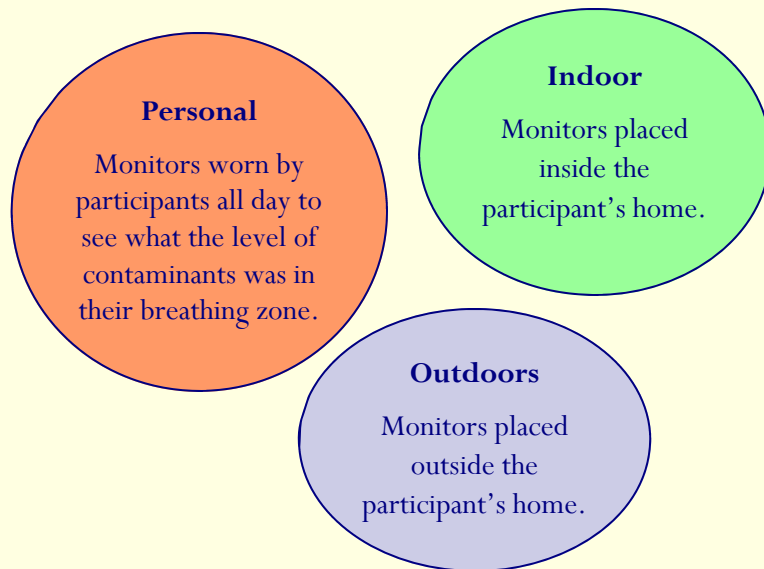 Personal
Monitors worn by
participants all day to
see what the level of
contaminants was in
their breathing zone.
Indoor
Monitors placed
inside the
participant’s home.
Outdoors
Monitors placed
outside the
participant’s home.